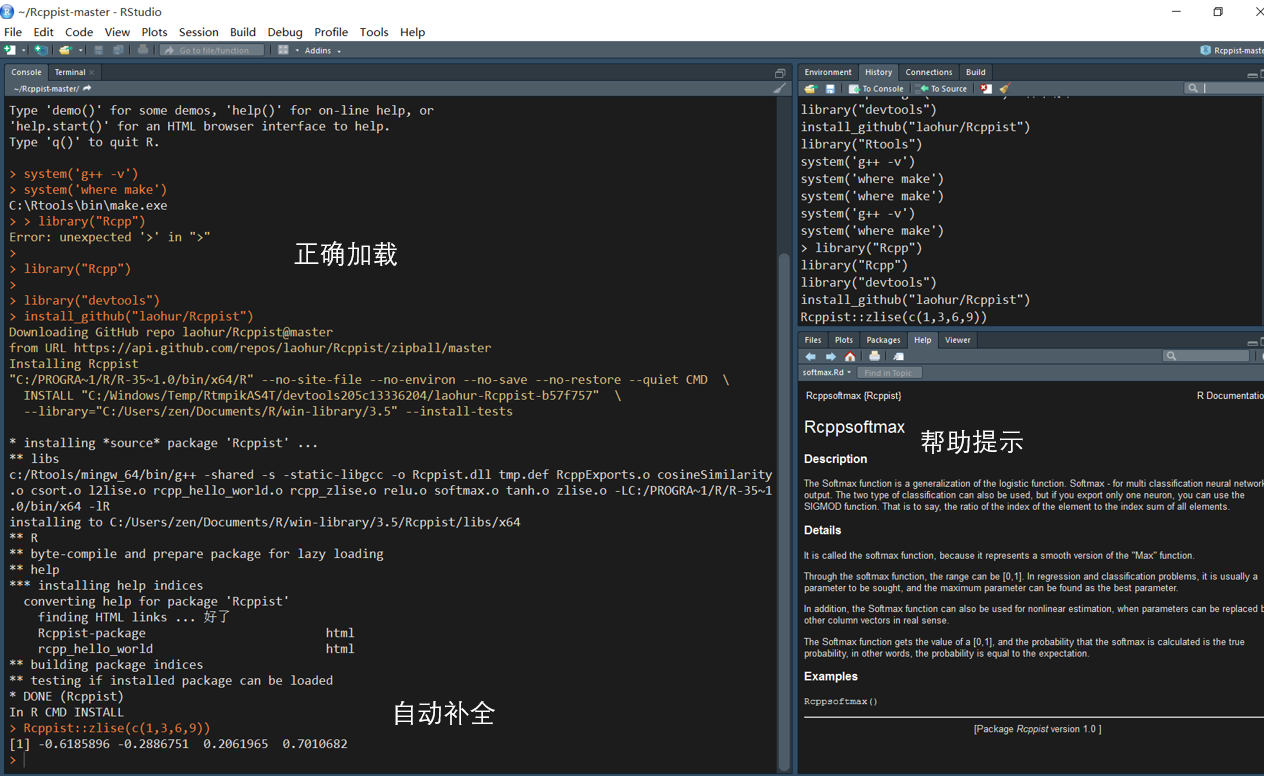 ~/Rcppist-master - RStudio
File Edit Code View Plots Session Build Debug Profile Tools Help
Go to file/function Addins Rcppist-maste
Console Terminal
~/Rcppist-master/
Type 'demo()' for some demos, 'help()' for on-line help, or
'help.start()' for an HTML browser interface to help.
Type 'q()' to quit R.
> system('g++ -v')
> system('where make')
C:\Rtools\bin\make.exe
> > library("Rcpp")
Error: unexpected '>' in ">"
>
> library("Rcpp")
>
> library("devtools")
> install_github("laohur/Rcppist")
Downloading GitHub repo laohur/Rcppist@master
from URL https://api.github.com/repos/laohur/Rcppist/zipball/master
Installing Rcppist
"C:/PROGRA~1/R/R-35~1.0/bin/x64/R" --no-site-file --no-environ --no-save --no-restore --quiet CMD \
INSTALL "C:/Windows/Temp/RtmpikAS4T/devtools205c13336204/laohur-Rcppist-b57f757" \
--library="C:/Users/zen/Documents/R/win-library/3.5" --install-tests
* installing *source* package 'Rcppist' ...
** libs
c:/Rtools/mingw_64/bin/g++ -shared -s -static-libgcc -o Rcppist.dll tmp.def RcppExports.o cosineSimilarity
.o csort.o l2lise.o rcpp_hello_world.o rcpp_zlise.o relu.o softmax.o tanh.o zlise.o -LC:/PROGRA~1/R/R-35~1
.0/bin/x64 -lR
installing to C:/Users/zen/Documents/R/win-library/3.5/Rcppist/libs/x64
** R
** byte-compile and prepare package for lazy loading
** help
*** installing help indices
converting help for package 'Rcppist'
finding HTML links ... 好了
Rcppist-package html
rcpp_hello_world html
** building package indices
** testing if installed package can be loaded
* DONE (Rcppist)
In R CMD INSTALL
> Rcppist::zlise(c(1,3,6,9))
[1] -0.6185896 -0.2886751 0.2061965 0.7010682
>
正确加载
自动补全
Environment History Connections Build
To Console To Source
library("devtools")
install_github("laohur/Rcppist")
library("Rtools")
system('g++ -v')
system('where make')
system('where make')
system('g++ -v')
system('where make')
> library("Rcpp")
library("Rcpp")
library("devtools")
install_github("laohur/Rcppist")
Rcppist::zlise(c(1,3,6,9))
Files Plots Packages Help Viewer
softmax.Rd Find in Topic
Rcppsoftmax {Rcppist} R Documentatio
Rcppsoftmax
帮助提示
Description
The Softmax function is a generalization of the logistic function. Softmax - for multi classification neural network
output. The two type of classification can also be used, but if you export only one neuron, you can use the
SIGMOD function. That is to say, the ratio of the index of the element to the index sum of all elements.
Details
It is called the softmax function, because it represents a smooth version of the "Max" function.
Through the softmax function, the range can be [0,1]. In regression and classification problems, it is usually a
parameter to be sought, and the maximum parameter can be found as the best parameter.
In addition, the Softmax function can also be used for nonlinear estimation, when parameters can be replaced b
other column vectors in real sense.
The Softmax function gets the value of a [0,1], and the probability that the softmax is calculated is the true
probability, in other words, the probability is equal to the expectation.
Examples
Rcppsoftmax()
[Package Rcppist version 1.0 ]